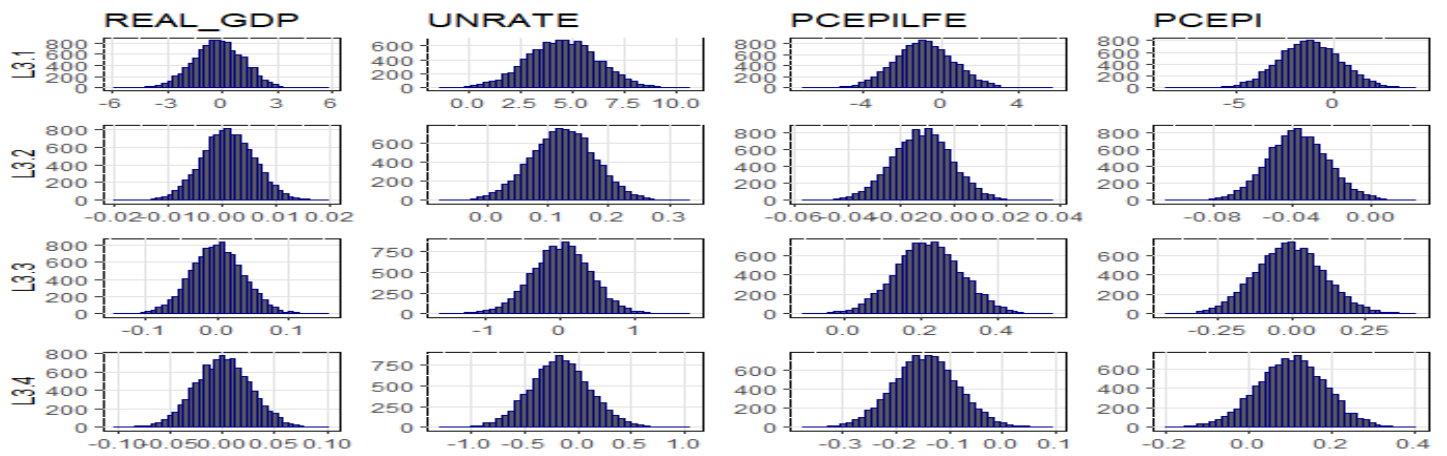 REAL_GDP UNRATE PCEPILFE PCEPI
L3.1
800 600 400 200 0
-6 -3 0 3 6
600 400 200 0
0.0 2.5 5.0 7.5 10.0
800 600 400 200 0
-4 0 4
800 600 400 200 0
-5 0
L3.2
800 600 400 200 0
-0.02 -0.01 0.00 0.01 0.02
600 400 200 0
0.0 0.1 0.2 0.3
800 600 400 200 0
-0.06 -0.04 -0.02 0.00 0.02 0.04
800 600 400 200 0
-0.08 -0.04 0.00
L3.3
800 600 400 200 0
-0.1 0.0 0.1
750 500 250 0
-1 0 1
600 400 200 0
0.0 0.2 0.4
600 400 200 0
-0.25 0.00 0.25
L3.4
800 600 400 200 0
-0.10 -0.05 0.00 0.05 0.10
750 500 250 0
-1.0 -0.5 0.0 0.5 1.0
600 400 200 0
-0.3 -0.2 -0.1 0.0 0.1
600 400 200 0
-0.2 0.0 0.2 0.4